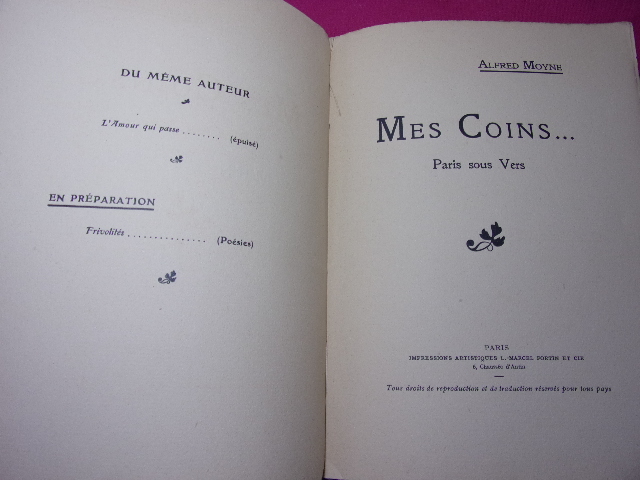 DU MÊME AUTEUR
L'Amour qui passe ........ (épuisé)
EN PRÉPARATION
Frivolités ............... (Poésies)
ALFRED MOYNE
MES COINS...
Paris sous Vers
PARIS
IMPRESSIONS ARTISTIQUES L.-MARCEL FORTIN ET CIE
6, Chaussée d'Antin
Tous droits de reproduction et de traduction réservés pour tous pays